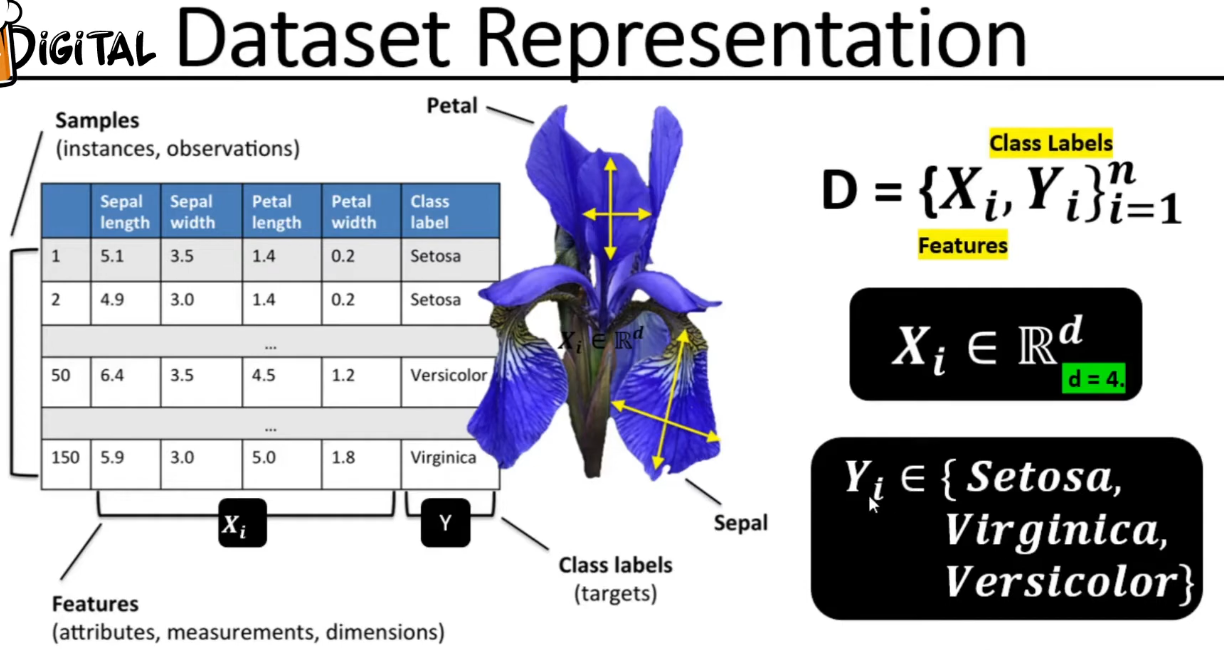 DiGiTAL
Dataset Representation
Samples
(instances, observations)
Petal
Sepal length
Sepal width
Petal length
Petal width
Class label
1 5.1 3.5 1.4 0.2 Setosa
2 4.9 3.0 1.4 0.2 Setosa
...
50 6.4 3.5 4.5 1.2 Versicolor
...
150 5.9 3.0 5.0 1.8 Virginica
Xᵢ
Y
Features
(attributes, measurements, dimensions)
Class labels
(targets)
Sepal
Xᵢ ∈ ℝᵈ
Class Labels
D = {Xᵢ, Yᵢ}ⁿᵢ₌₁
Features
Xᵢ ∈ ℝᵈ
d = 4.
Yᵢ ∈ { Setosa,
Virginica,
Versicolor}